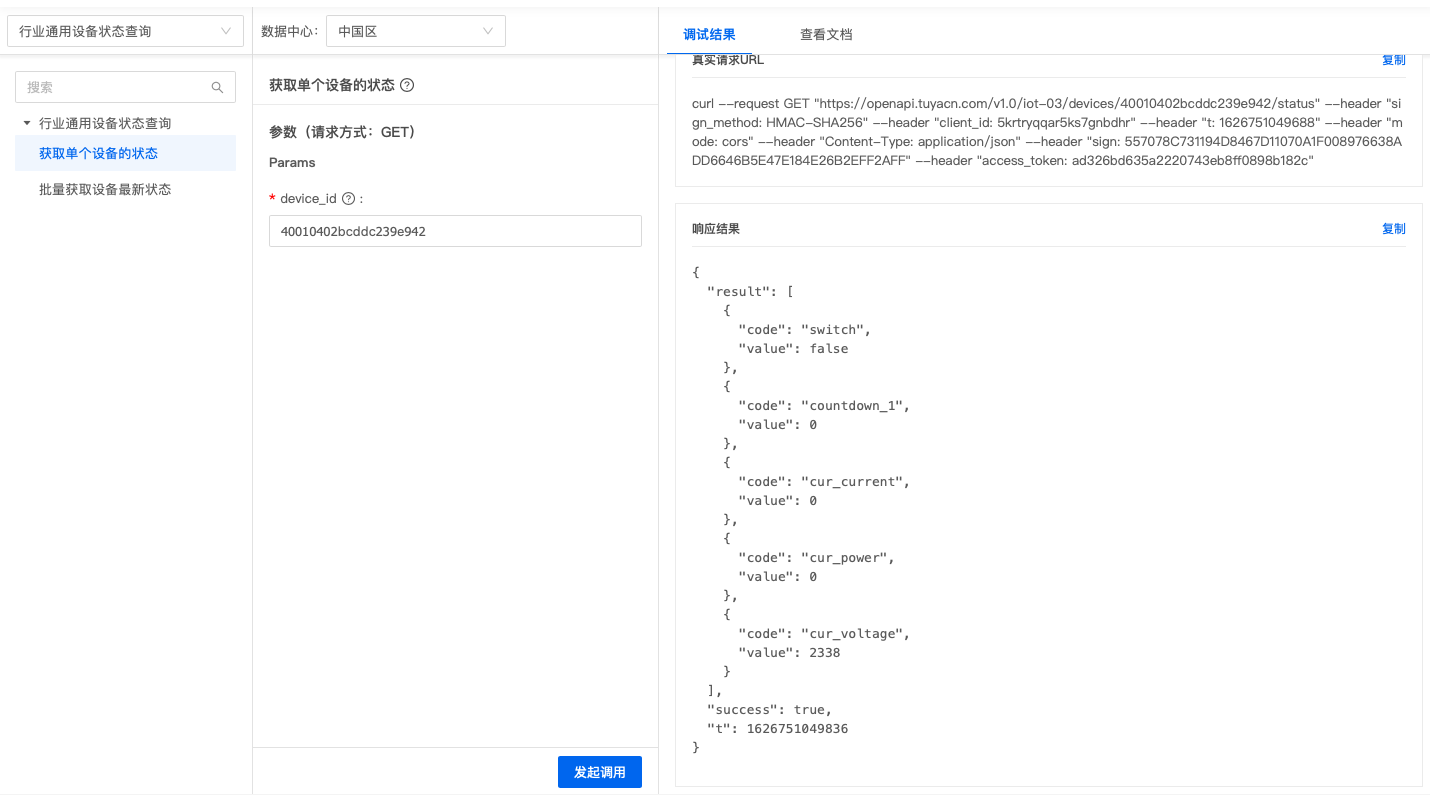 行业通用设备状态查询
搜索
行业通用设备状态查询
获取单个设备的状态
批量获取设备最新状态
数据中心：
中国区
获取单个设备的状态
参数（请求方式：GET）
Params
* device_id :
40010402bcddc239e942
发起调用
调试结果
查看文档
真实请求URL
复制
curl --request GET "https://openapi.tuyacn.com/v1.0/iot-03/devices/40010402bcddc239e942/status" --header "si
gn_method: HMAC-SHA256" --header "client_id: 5krtryqqar5ks7gnbdhr" --header "t: 1626751049688" --header "m
ode: cors" --header "Content-Type: application/json" --header "sign: 557078C731194D8467D11070A1F008976638A
DD6646B5E47E184E26B2EFF2AFF" --header "access_token: ad326bd635a2220743eb8ff0898b182c"
响应结果
复制
{
"result": [
{
"code": "switch",
"value": false
},
{
"code": "countdown_1",
"value": 0
},
{
"code": "cur_current",
"value": 0
},
{
"code": "cur_power",
"value": 0
},
{
"code": "cur_voltage",
"value": 2338
}
],
"success": true,
"t": 1626751049836
}